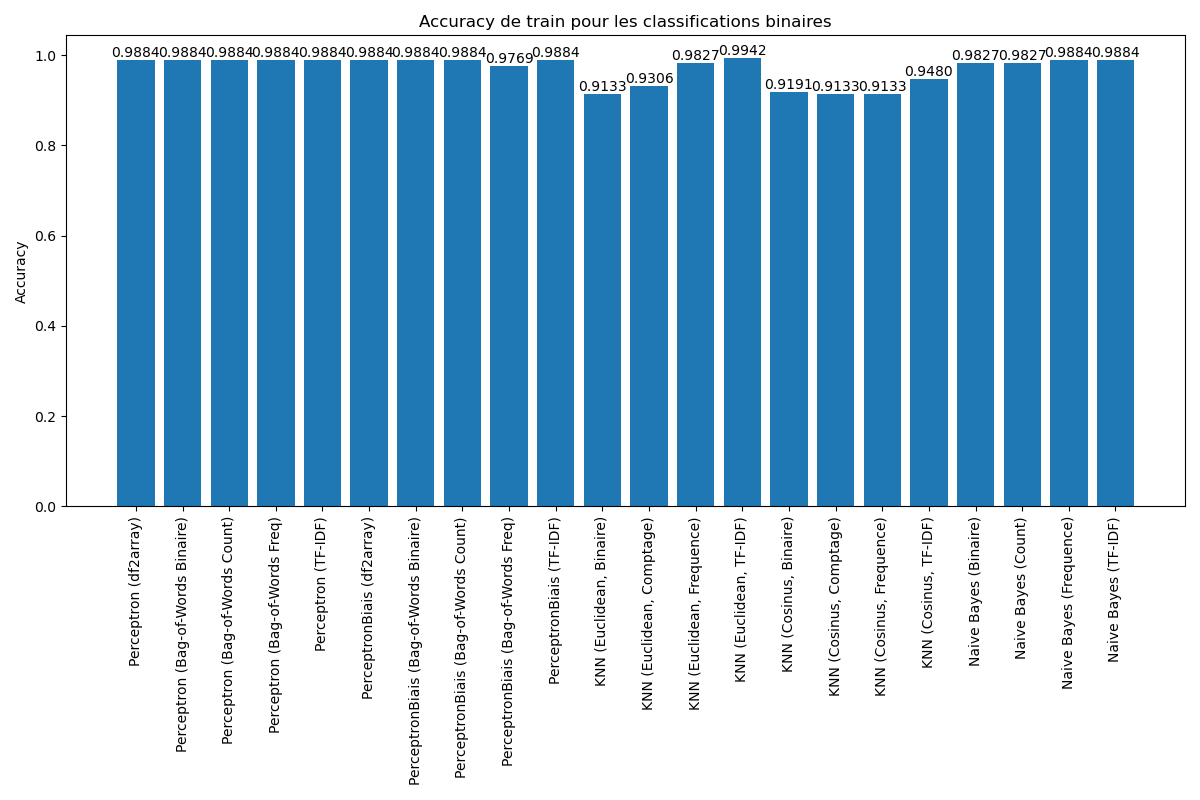 Accuracy de train pour les classifications binaires
0.9884 0.9884 0.9884 0.9884 0.9884 0.9884 0.9884 0.9884 0.9769 0.9884 0.9133 0.9306 0.9827 0.9942 0.9191 0.9133 0.9133 0.9480 0.9827 0.9827 0.9884 0.9884
1.0
0.8
0.6
0.4
0.2
0.0
Accuracy
Perceptron (df2array)
Perceptron (Bag-of-Words Binaire)
Perceptron (Bag-of-Words Count)
Perceptron (Bag-of-Words Freq)
Perceptron (TF-IDF)
PerceptronBiais (df2array)
PerceptronBiais (Bag-of-Words Binaire)
PerceptronBiais (Bag-of-Words Count)
PerceptronBiais (Bag-of-Words Freq)
PerceptronBiais (TF-IDF)
KNN (Euclidean, Binaire)
KNN (Euclidean, Comptage)
KNN (Euclidean, Frequence)
KNN (Euclidean, TF-IDF)
KNN (Cosinus, Binaire)
KNN (Cosinus, Comptage)
KNN (Cosinus, Frequence)
KNN (Cosinus, TF-IDF)
Naive Bayes (Binaire)
Naive Bayes (Count)
Naive Bayes (Frequence)
Naive Bayes (TF-IDF)